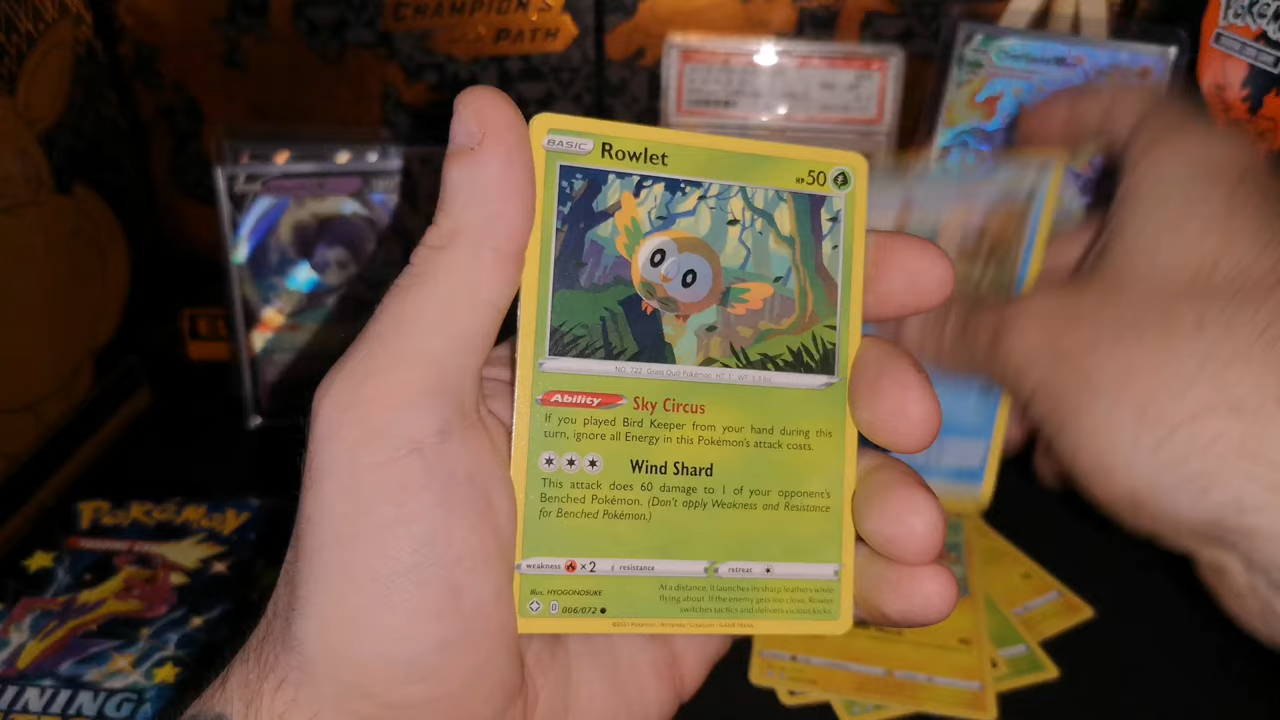 CHAMPION'S
PATH
BASIC
Rowlet
HP 50
NO. 722 Grass Quill Pokémon HT: 1' WT: 3.3 lbs.
Ability Sky Circus
If you played Bird Keeper from your hand during this
turn, ignore all Energy in this Pokémon's attack costs.
Wind Shard
This attack does 60 damage to 1 of your opponent's
Benched Pokémon. (Don't apply Weakness and Resistance
for Benched Pokémon.)
weakness ×2 resistance retreat
Illus. HYOGONOSUKE
D 006/072
At a distance, it launches its sharp feathers while
flying about. If the enemy gets too close, Rowlet
switches tactics and delivers vicious kicks.
©2021 Pokémon / Nintendo / Creatures / GAME FREAK
POKéMON